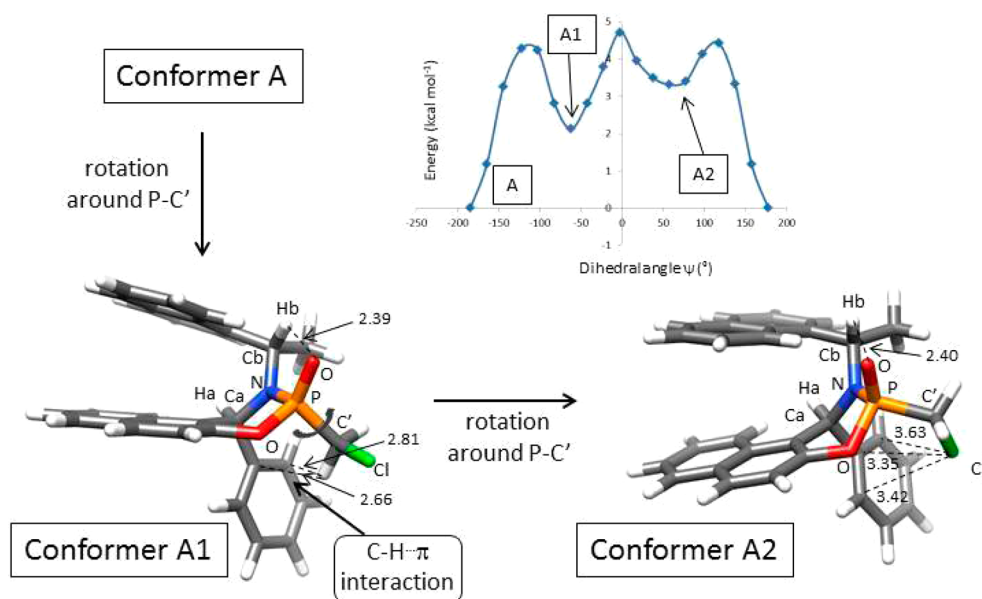 Conformer A
rotation
around P-C’
Energy (kcal mol⁻¹)
5
4
3
2
1
0
-1
-250 -200 -150 -100 -50 0 50 100 150 200
Dihedralangle ψ (°)
A1
A
A2
Hb
2.39
Cb
O
N
P
Ha
Ca
C’
O
2.81
Cl
2.66
Conformer A1
C-H···π
interaction
rotation
around P-C’
Hb
Cb
2.40
O
N
P
C’
Ha
Ca
3.63
O
3.35
C
3.42
Conformer A2